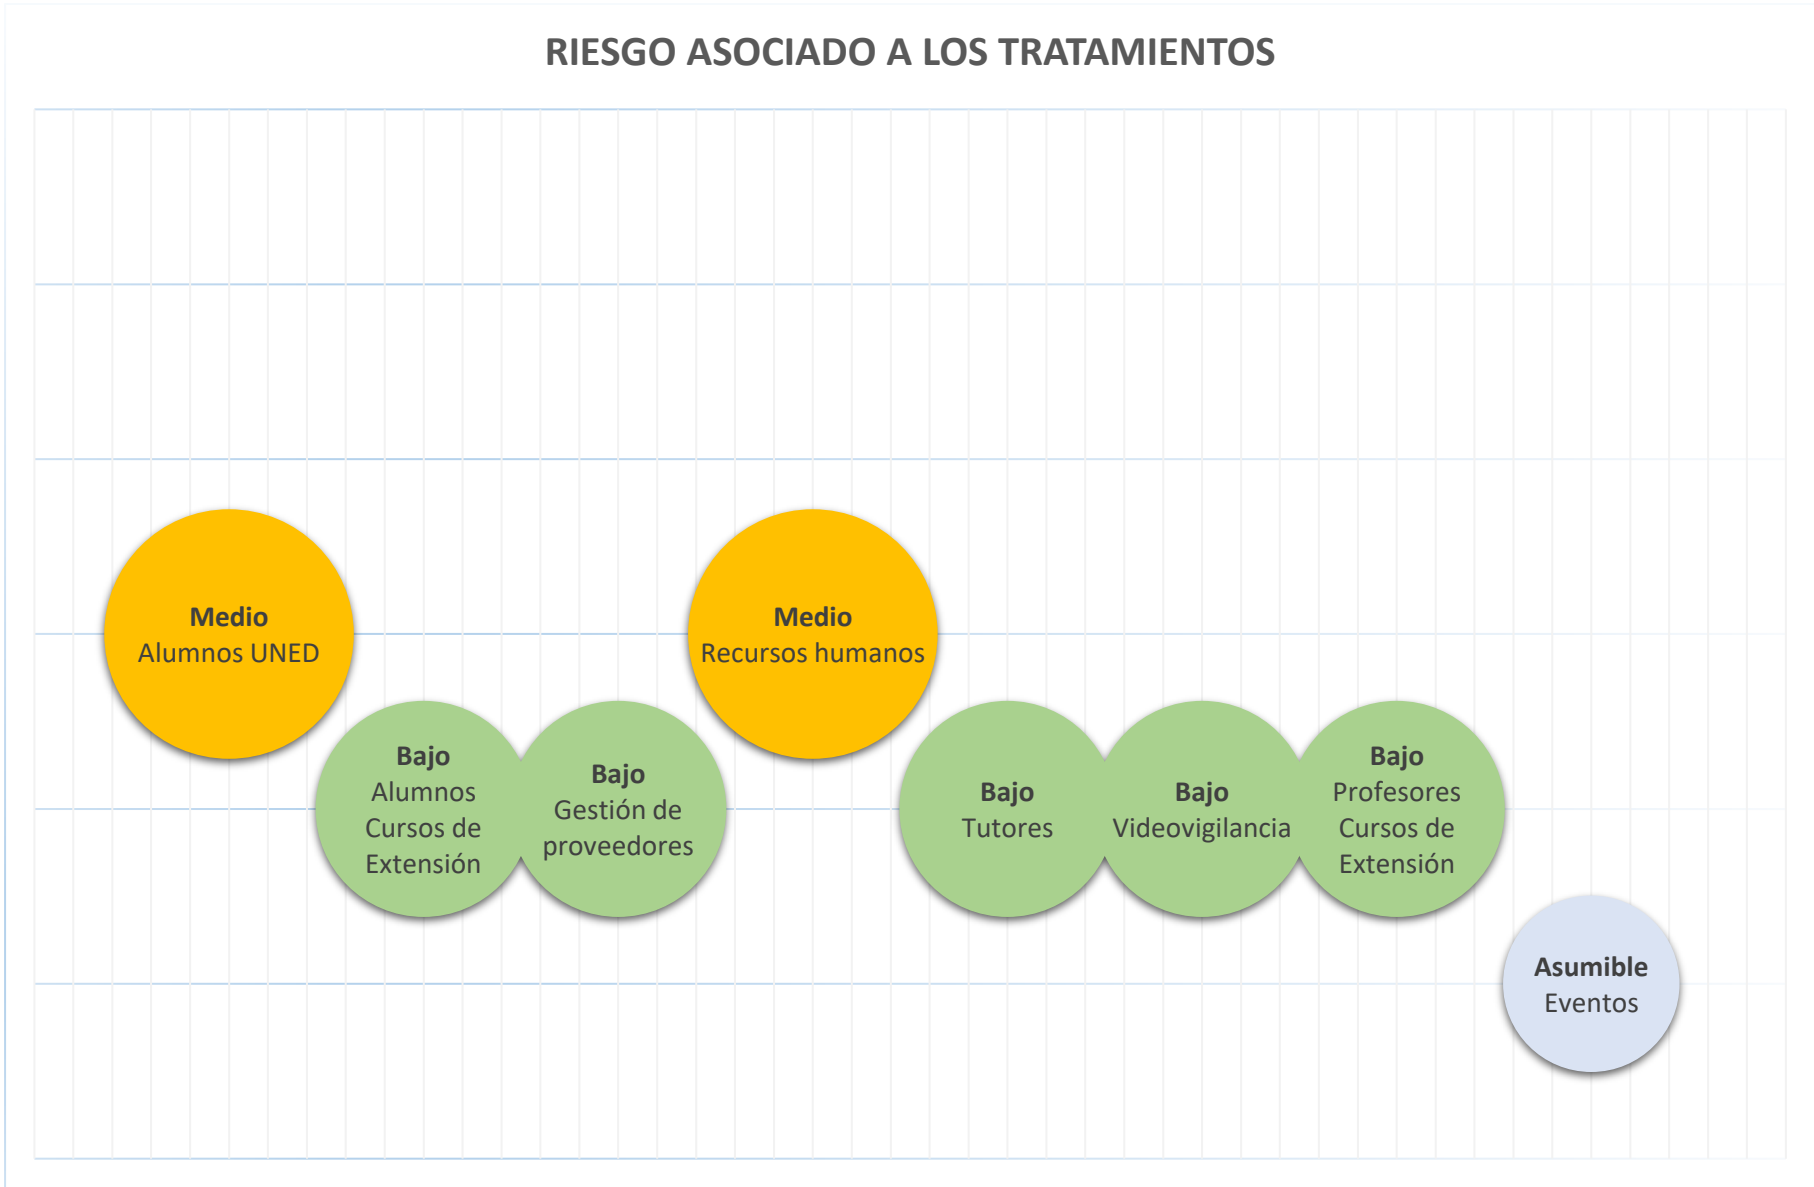 RIESGO ASOCIADO A LOS TRATAMIENTOS
Medio
Alumnos UNED
Bajo
Alumnos
Cursos de
Extensión
Bajo
Gestión de
proveedores
Medio
Recursos humanos
Bajo
Tutores
Bajo
Videovigilancia
Bajo
Profesores
Cursos de
Extensión
Asumible
Eventos